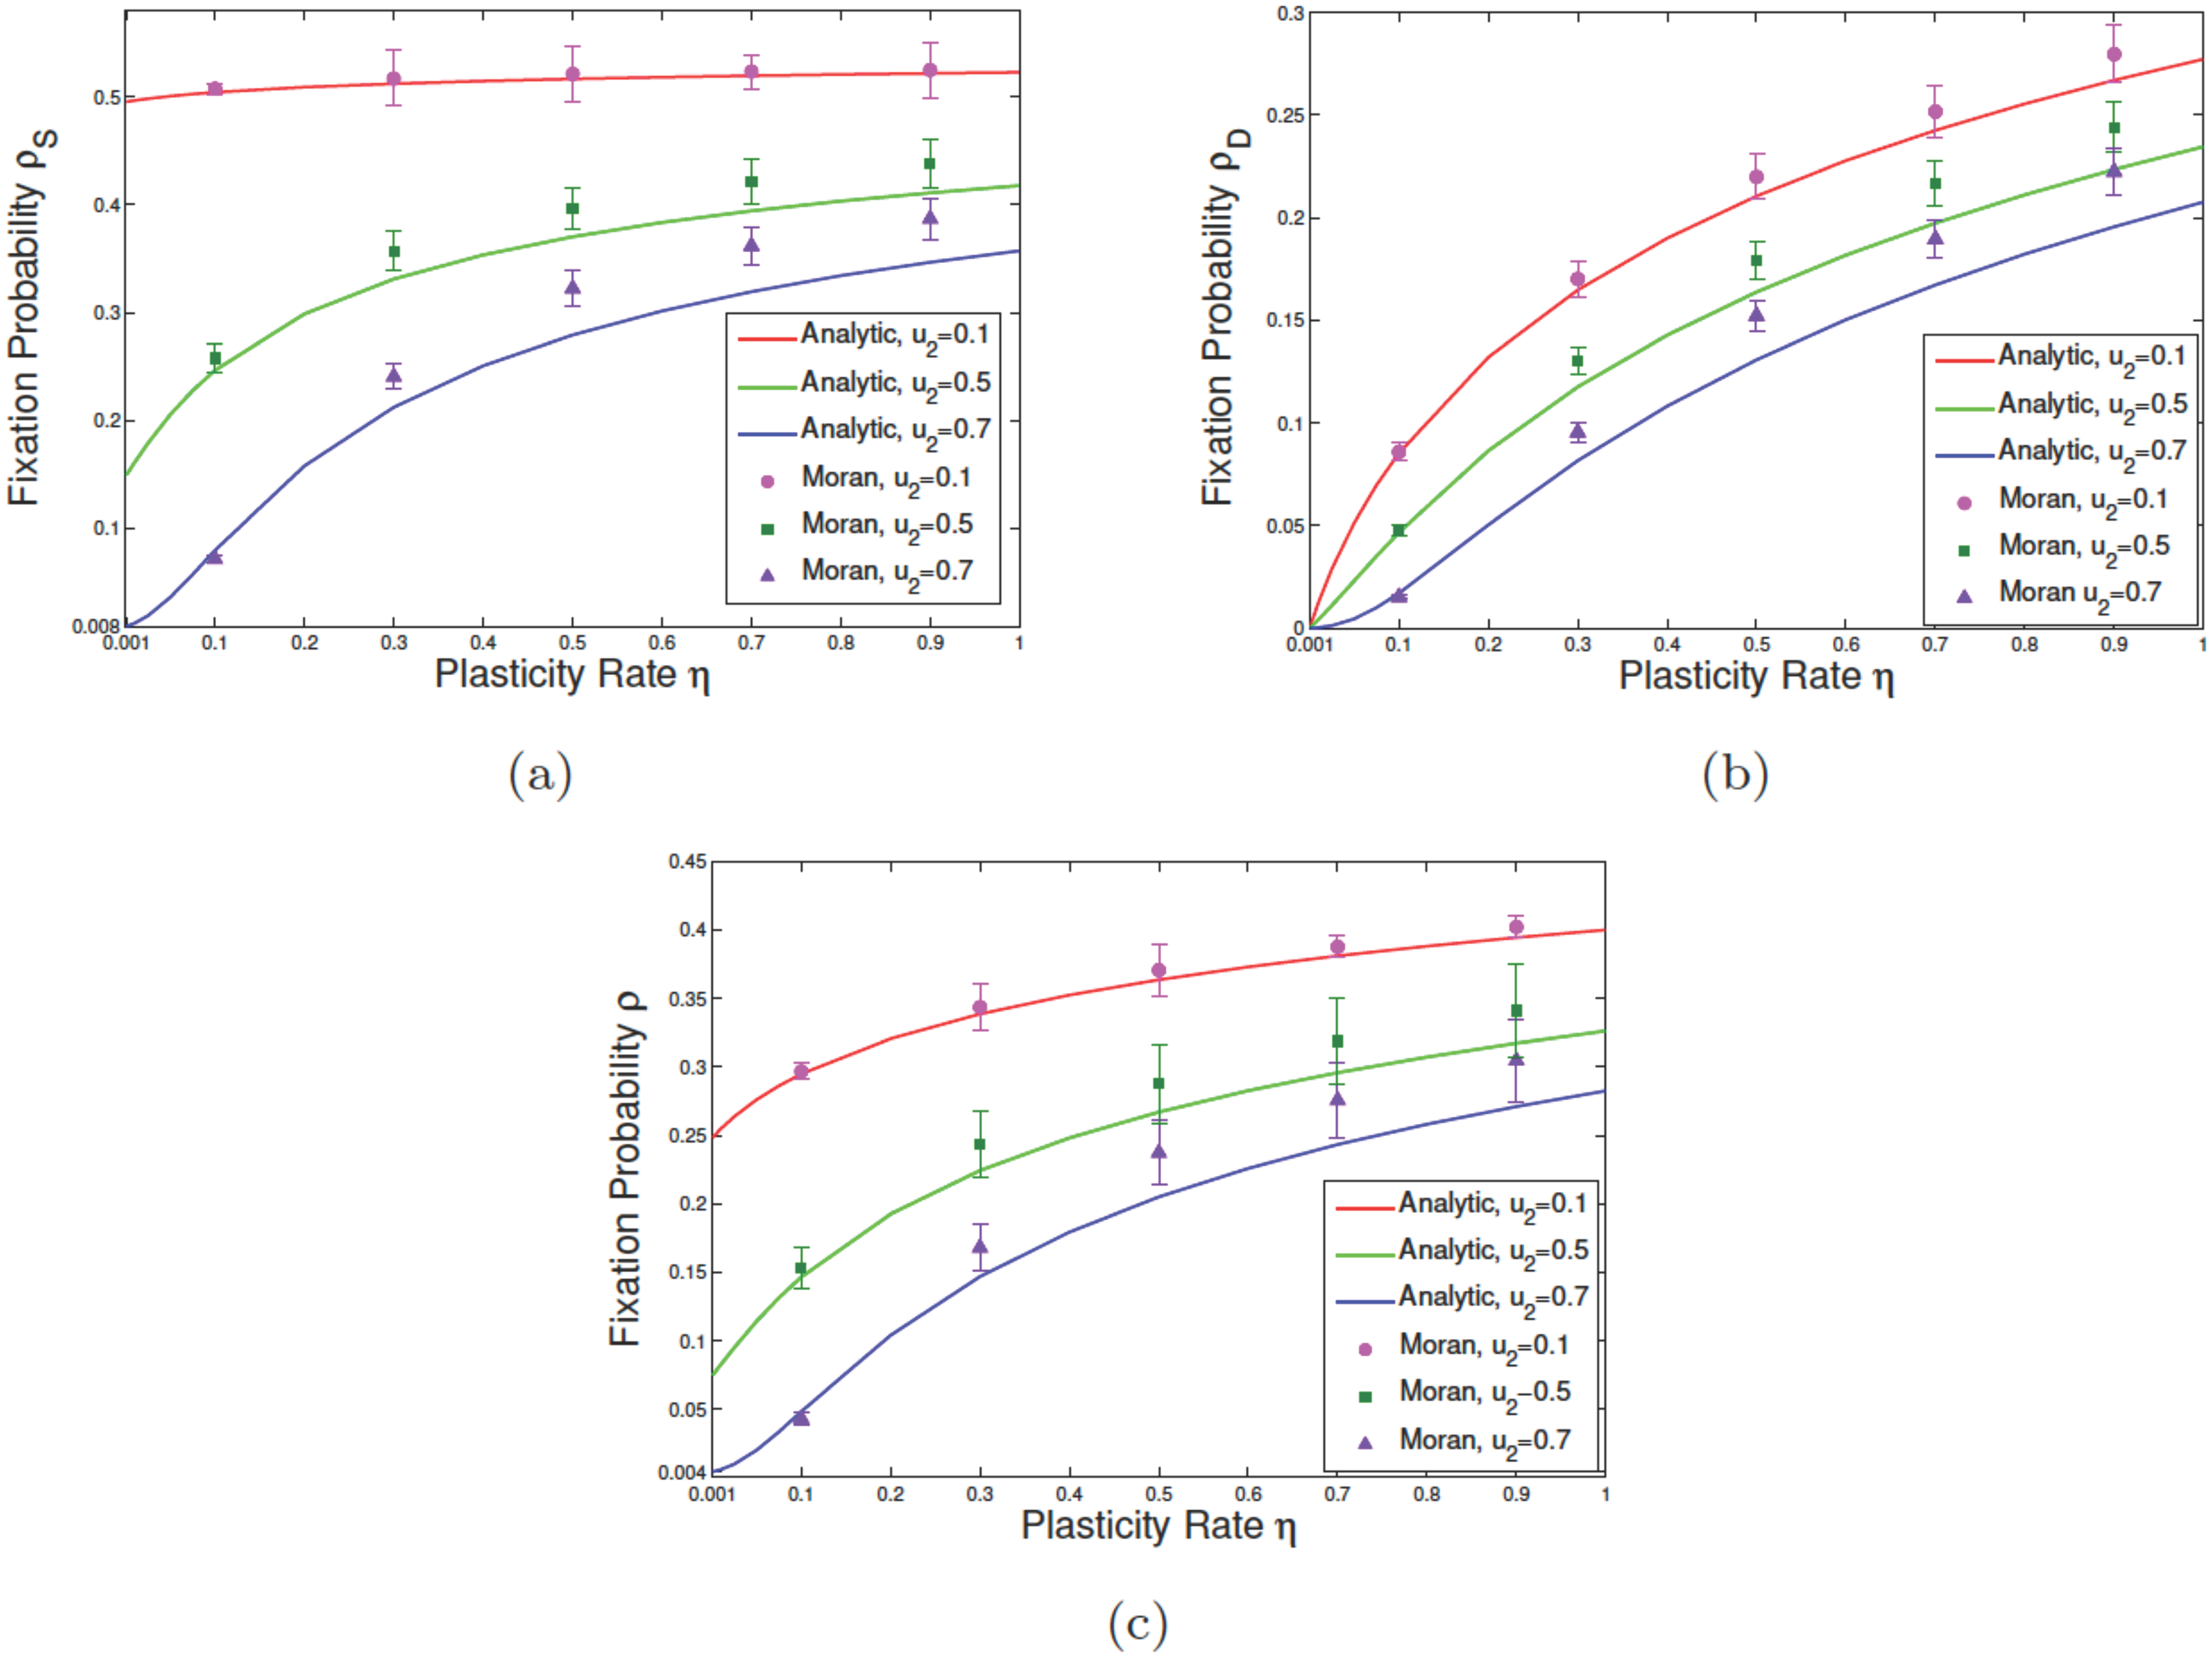 Fixation Probability ρS
0.5
0.4
0.3
0.2
0.1
0.008
0.001 0.1 0.2 0.3 0.4 0.5 0.6 0.7 0.8 0.9 1
Plasticity Rate η
Analytic, u2=0.1
Analytic, u2=0.5
Analytic, u2=0.7
Moran, u2=0.1
Moran, u2=0.5
Moran, u2=0.7
(a)
Fixation Probability ρD
0.3
0.25
0.2
0.15
0.1
0.05
0
0.001 0.1 0.2 0.3 0.4 0.5 0.6 0.7 0.8 0.9 1
Plasticity Rate η
Analytic, u2=0.1
Analytic, u2=0.5
Analytic, u2=0.7
Moran, u2=0.1
Moran, u2=0.5
Moran u2=0.7
(b)
Fixation Probability ρ
0.45
0.4
0.35
0.3
0.25
0.2
0.15
0.1
0.05
0.004
0.001 0.1 0.2 0.3 0.4 0.5 0.6 0.7 0.8 0.9 1
Plasticity Rate η
Analytic, u2=0.1
Analytic, u2=0.5
Analytic, u2=0.7
Moran, u2=0.1
Moran, u2−0.5
Moran, u2=0.7
(c)